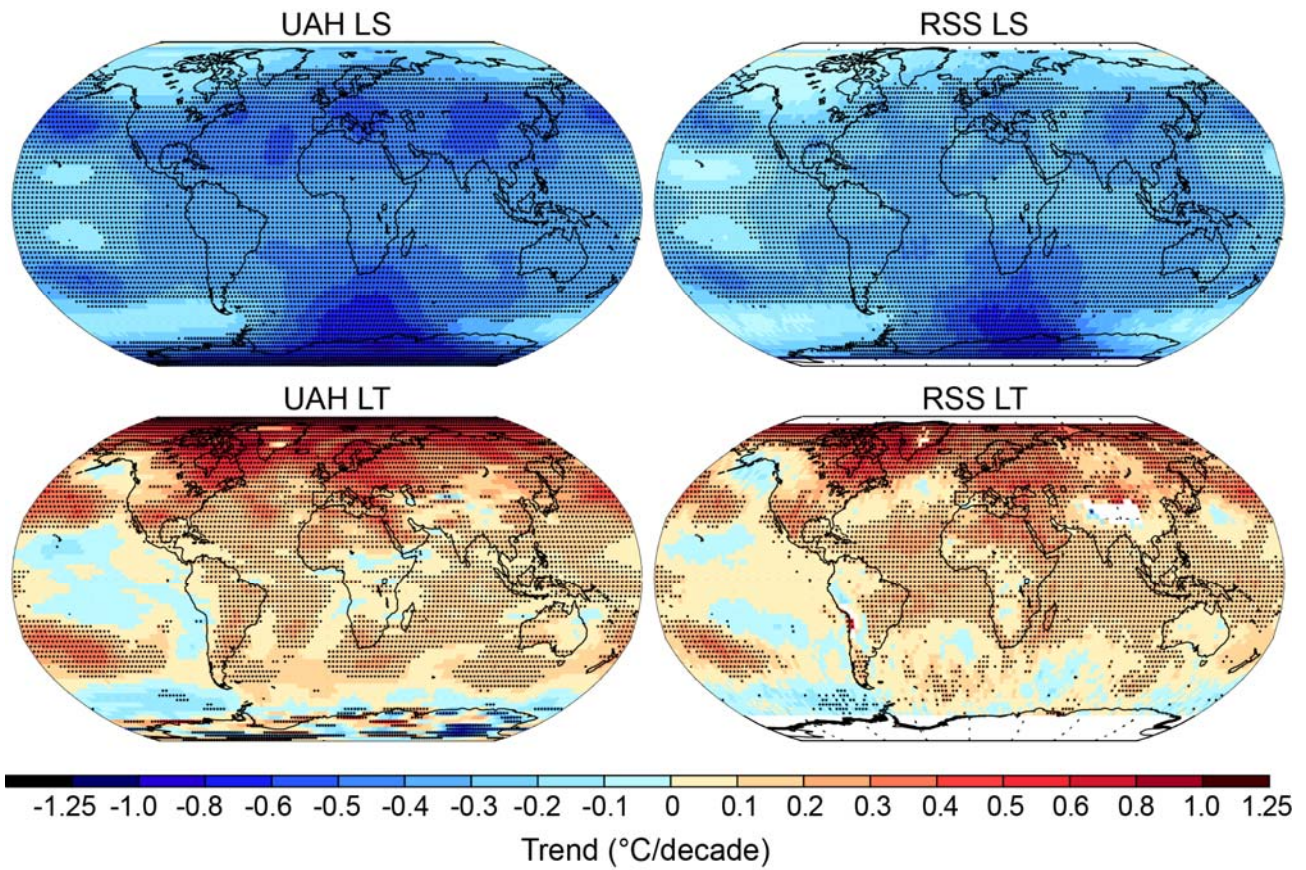 UAH LS
RSS LS
UAH LT
RSS LT
-1.25 -1.0 -0.8 -0.6 -0.5 -0.4 -0.3 -0.2 -0.1 0 0.1 0.2 0.3 0.4 0.5 0.6 0.8 1.0 1.25
Trend (°C/decade)